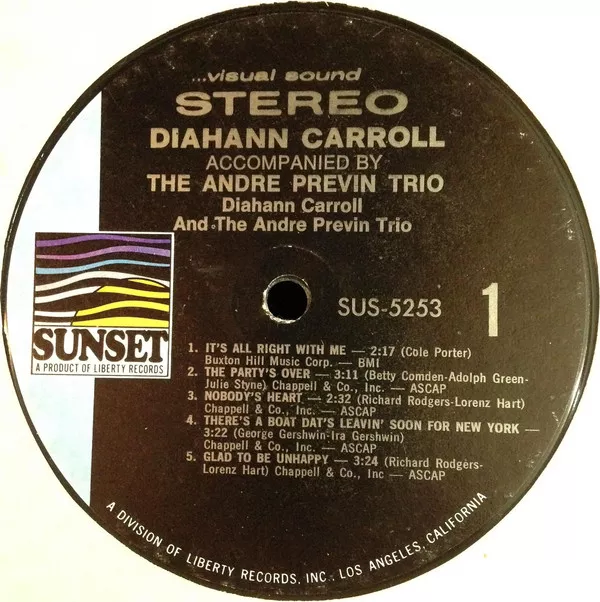 ...visual sound
STEREO
DIAHANN CARROLL
ACCOMPANIED BY
THE ANDRE PREVIN TRIO
Diahann Carroll
And The Andre Previn Trio
SUNSET
A PRODUCT OF LIBERTY RECORDS
SUS-5253
1
1. IT'S ALL RIGHT WITH ME — 2:17 (Cole Porter)
Buxton Hill Music Corp. — BMI
2. THE PARTY'S OVER — 3:11 (Betty Comden-Adolph Green-
Julie Styne) Chappell & Co., Inc. — ASCAP
3. NOBODY'S HEART — 2:32 (Richard Rodgers-Lorenz Hart)
Chappell & Co., Inc. — ASCAP
4. THERE'S A BOAT DAT'S LEAVIN' SOON FOR NEW YORK —
3:22 (George Gershwin-Ira Gershwin)
Chappell & Co., Inc. — ASCAP
5. GLAD TO BE UNHAPPY — 3:24 (Richard Rodgers-
Lorenz Hart) Chappell & Co., Inc — ASCAP
A DIVISION OF LIBERTY RECORDS, INC., LOS ANGELES, CALIFORNIA